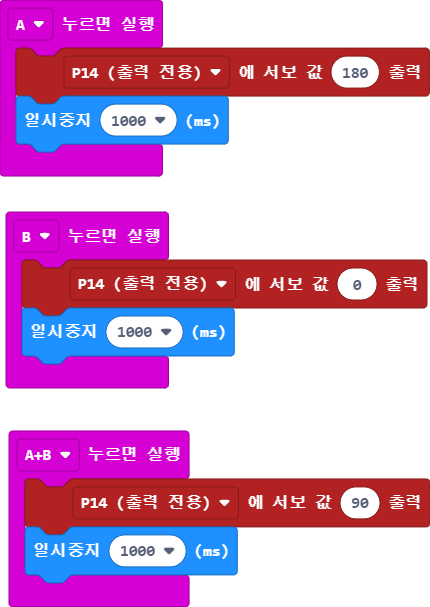 A 누르면 실행
P14 (출력 전용) 에 서보 값 180 출력
일시중지 1000 (ms)
B 누르면 실행
P14 (출력 전용) 에 서보 값 0 출력
일시중지 1000 (ms)
A+B 누르면 실행
P14 (출력 전용) 에 서보 값 90 출력
일시중지 1000 (ms)